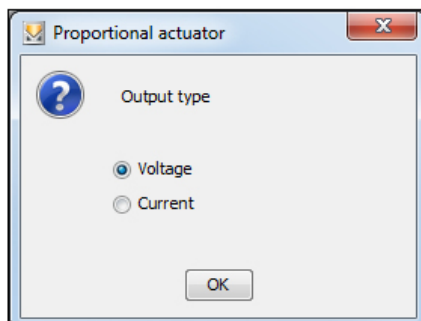 Proportional actuator
Output type
Voltage
Current
OK